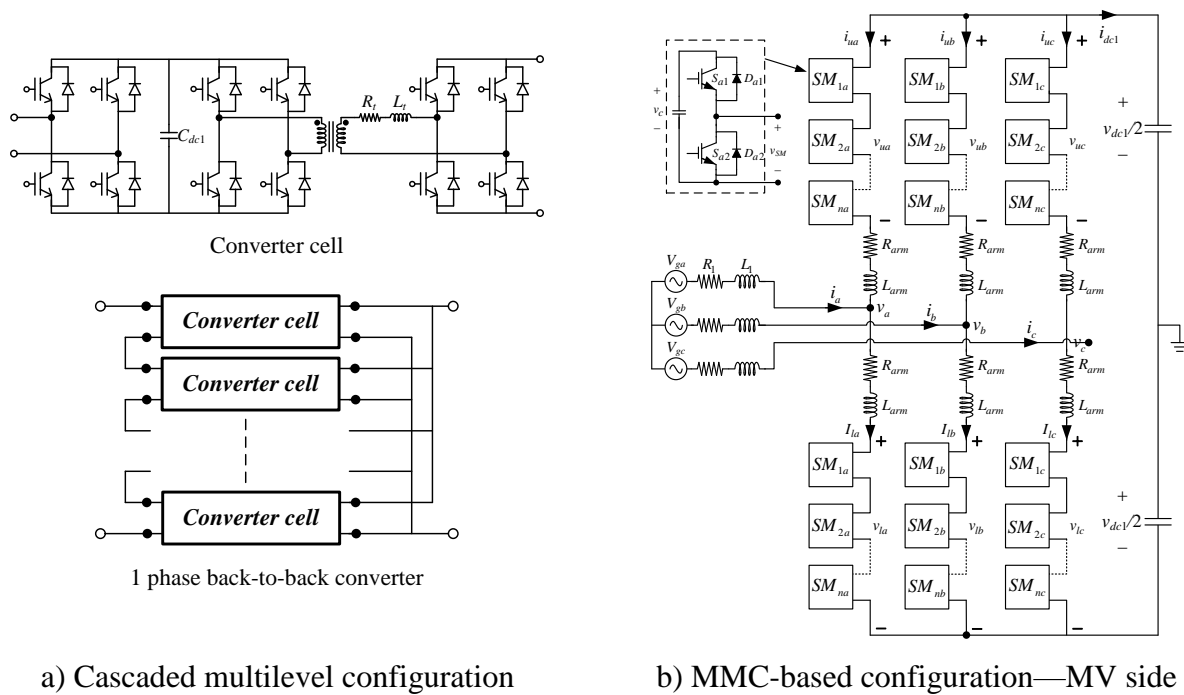 R_t L_t
C_dc1
Converter cell
Converter cell
Converter cell
Converter cell
1 phase back-to-back converter
a) Cascaded multilevel configuration
i_ua + i_ub + i_uc + i_dc1
S_a1 D_a1
+ v_c −
S_a2 D_a2
+ v_SM −
SM_1a SM_1b SM_1c
SM_2a v_ua SM_2b v_ub SM_2c v_uc
SM_na SM_nb SM_nc
− − −
+ v_dc1/2 −
R_arm R_arm R_arm
L_arm L_arm L_arm
V_ga R_1 L_1
i_a v_a
V_gb i_b v_b
V_gc i_c v_c
R_arm R_arm R_arm
L_arm L_arm L_arm
I_la + I_lb + I_lc +
SM_1a SM_1b SM_1c
SM_2a v_la SM_2b v_lb SM_2c v_lc
SM_na SM_nb SM_nc
− − −
+ v_dc1/2 −
b) MMC-based configuration—MV side